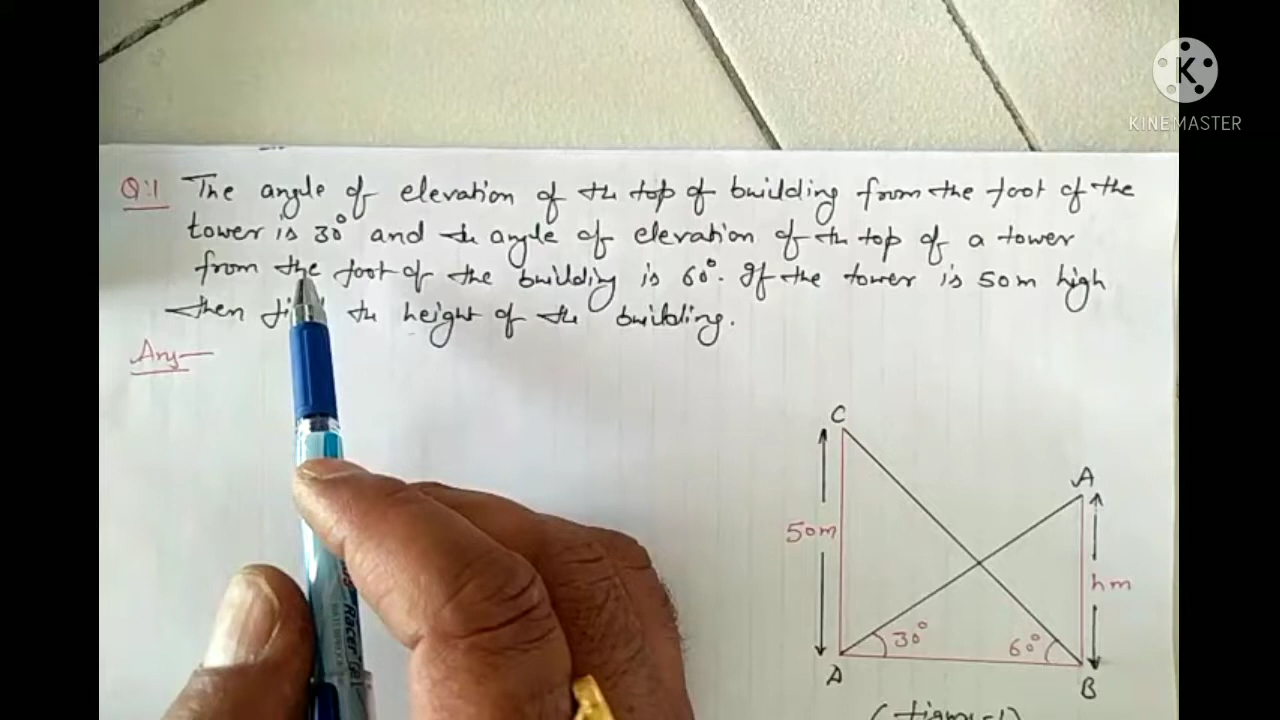 K
KINEMASTER
Q:1 The angle of elevation of the top of building from the foot of the
tower is 30° and the angle of elevation of the top of a tower
from the foot of the building is 60°. If the tower is 50m high
then the height of the building.
Ans
C
A
50m
hm
30° 60°
B